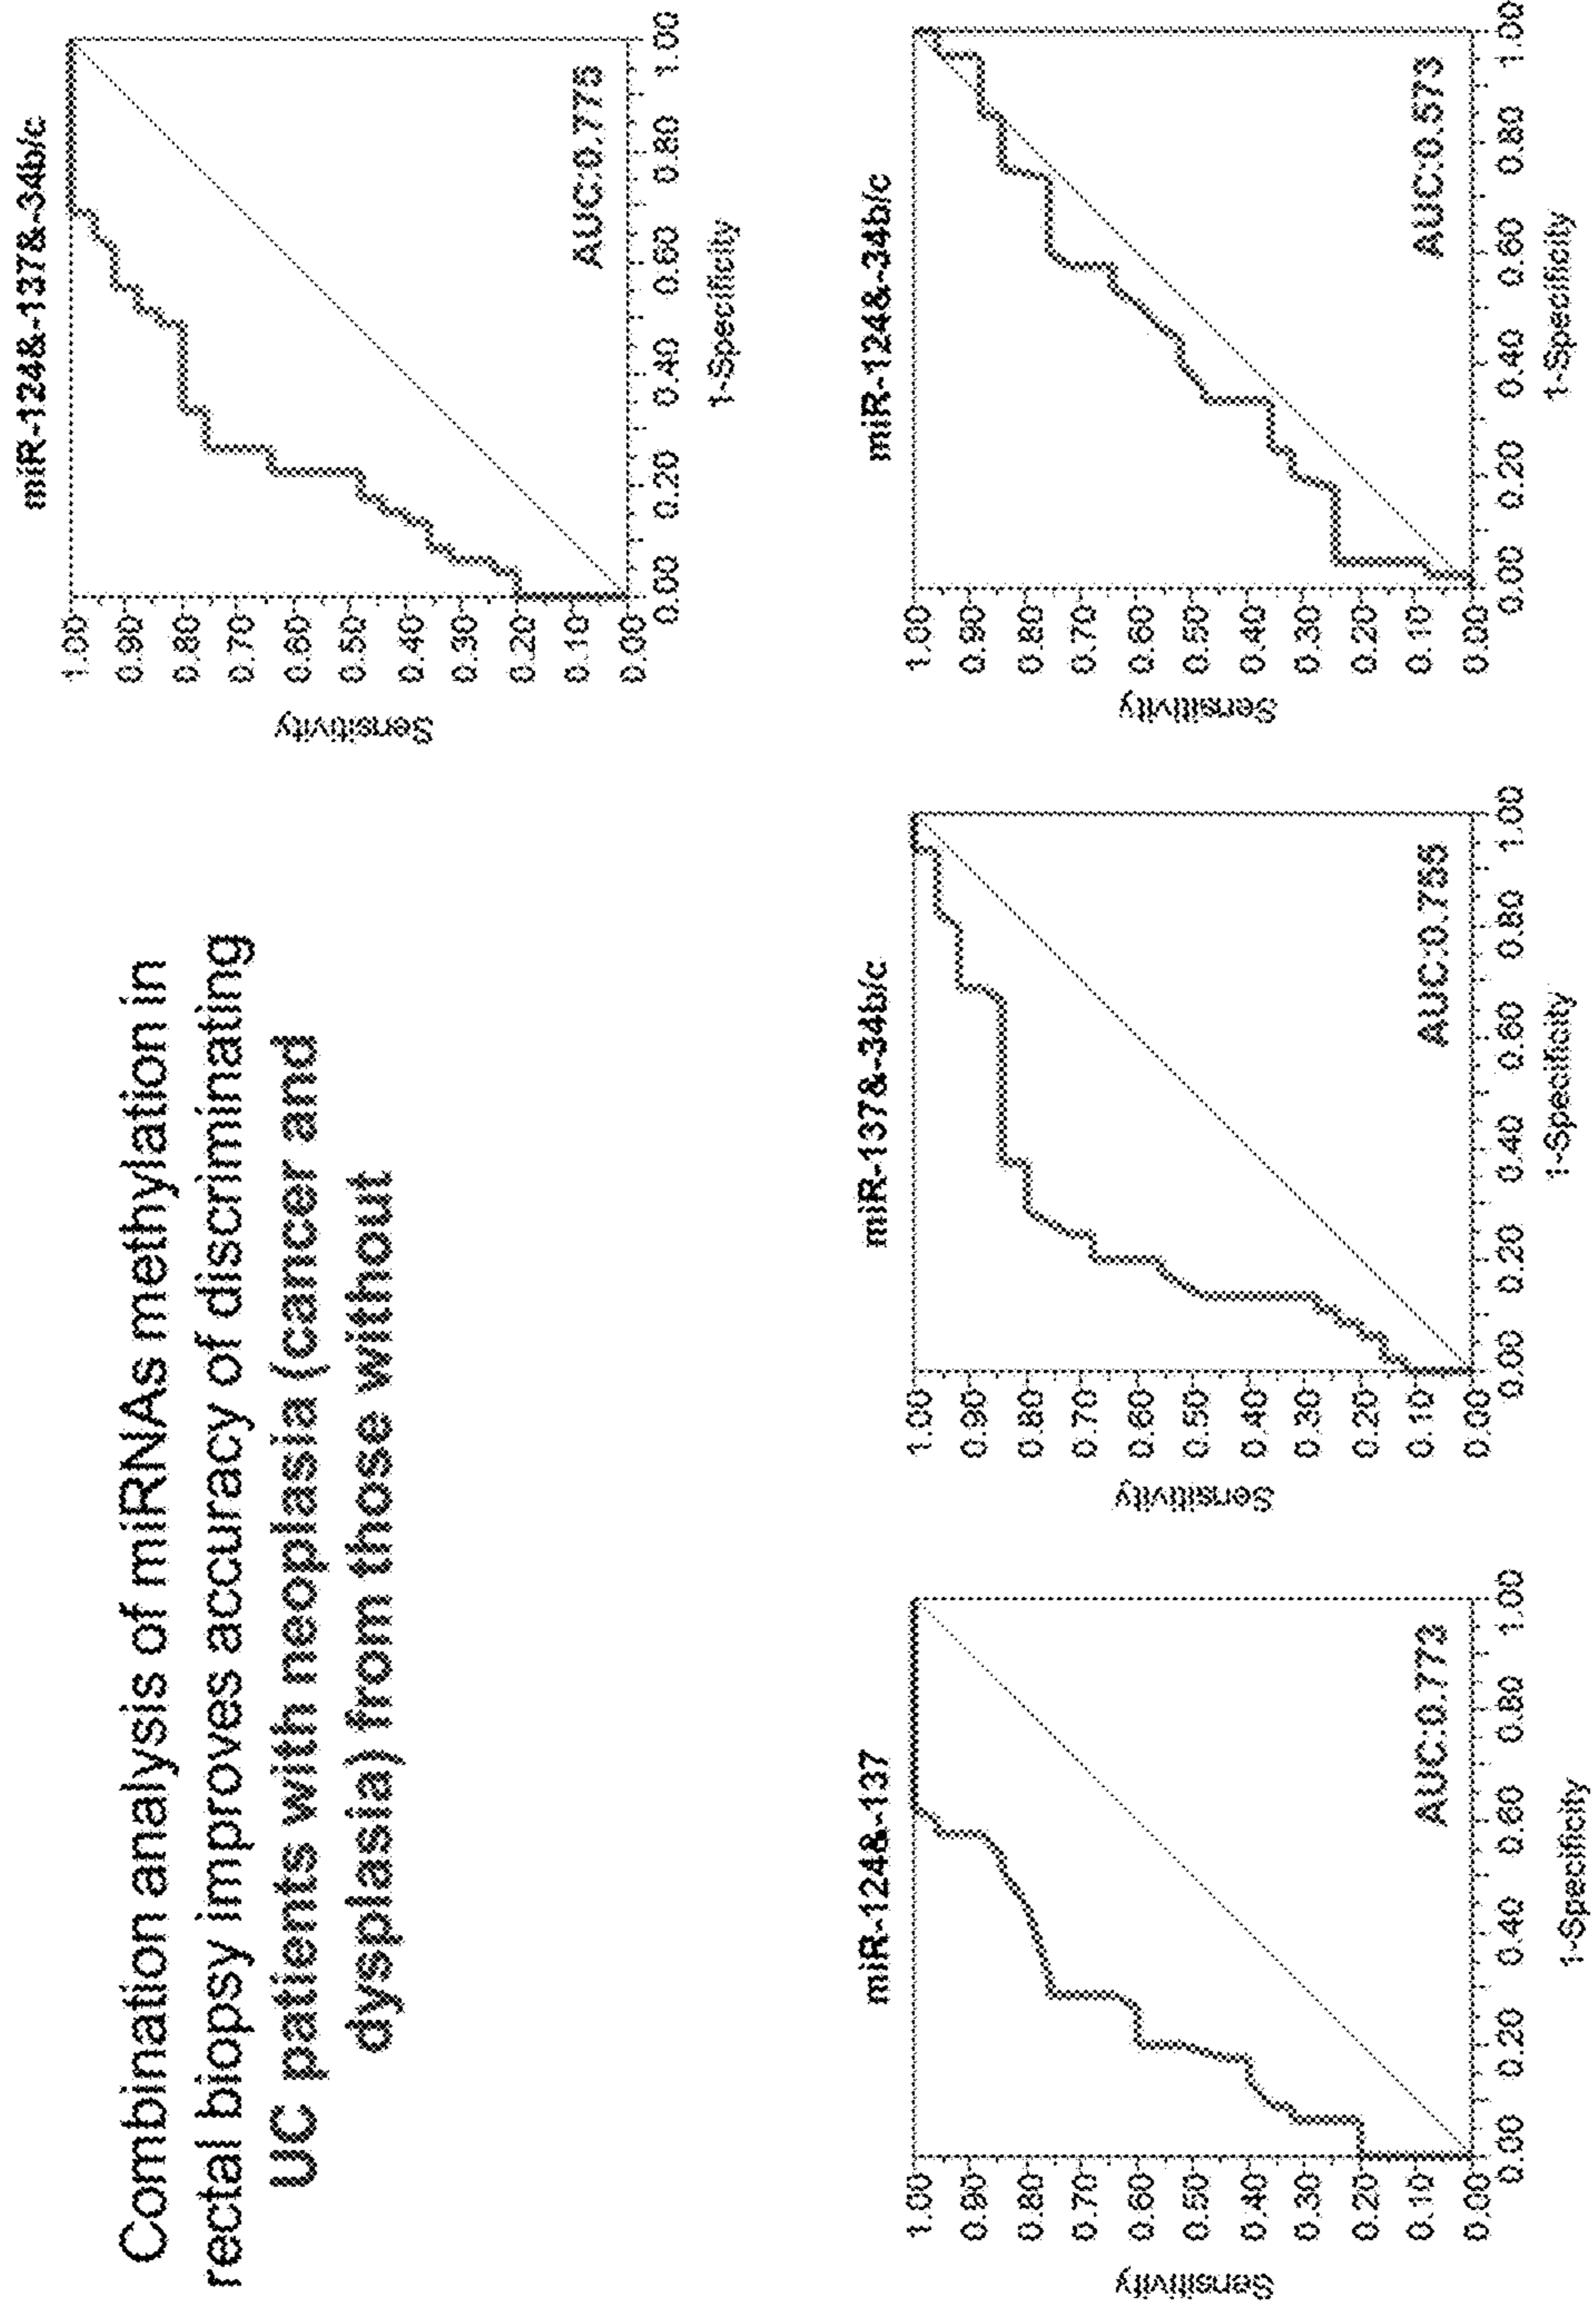 Combination analysis of miRNAs methylation in
rectal biopsy improves accuracy of discriminating
UC patients with neoplasia (cancer and
dysplasia) from those without
miR-124&-137&-34b/c
Sensitivity
1.00
0.90
0.80
0.70
0.60
0.50
0.40
0.30
0.20
0.10
0.00
AUC:0.775
0.00 0.20 0.40 0.60 0.80 1.00
1-Specificity
miR-124&-137
Sensitivity
1.00
0.90
0.80
0.70
0.60
0.50
0.40
0.30
0.20
0.10
0.00
AUC:0.773
0.00 0.20 0.40 0.60 0.80 1.00
1-Specificity
miR-137&-34b/c
Sensitivity
1.00
0.90
0.80
0.70
0.60
0.50
0.40
0.30
0.20
0.10
0.00
AUC:0.755
0.00 0.20 0.40 0.60 0.80 1.00
1-Specificity
miR-124&-34b/c
Sensitivity
1.00
0.90
0.80
0.70
0.60
0.50
0.40
0.30
0.20
0.10
0.00
AUC:0.573
0.00 0.20 0.40 0.60 0.80 1.00
1-Specificity